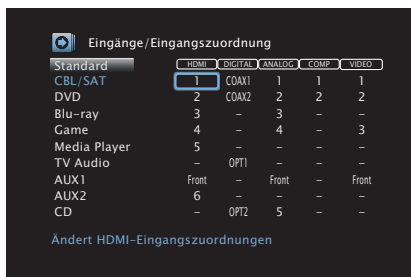 Eingänge/Eingangszuordnung
Standard HDMI DIGITAL ANALOG COMP VIDEO
CBL/SAT 1 COAX1 1 1 1
DVD 2 COAX2 2 2 2
Blu-ray 3 – 3 – –
Game 4 – 4 – 3
Media Player 5 – – – –
TV Audio – OPT1 – – –
AUX1 Front – Front – Front
AUX2 6 – – – –
CD – OPT2 5 – –
Ändert HDMI-Eingangszuordnungen